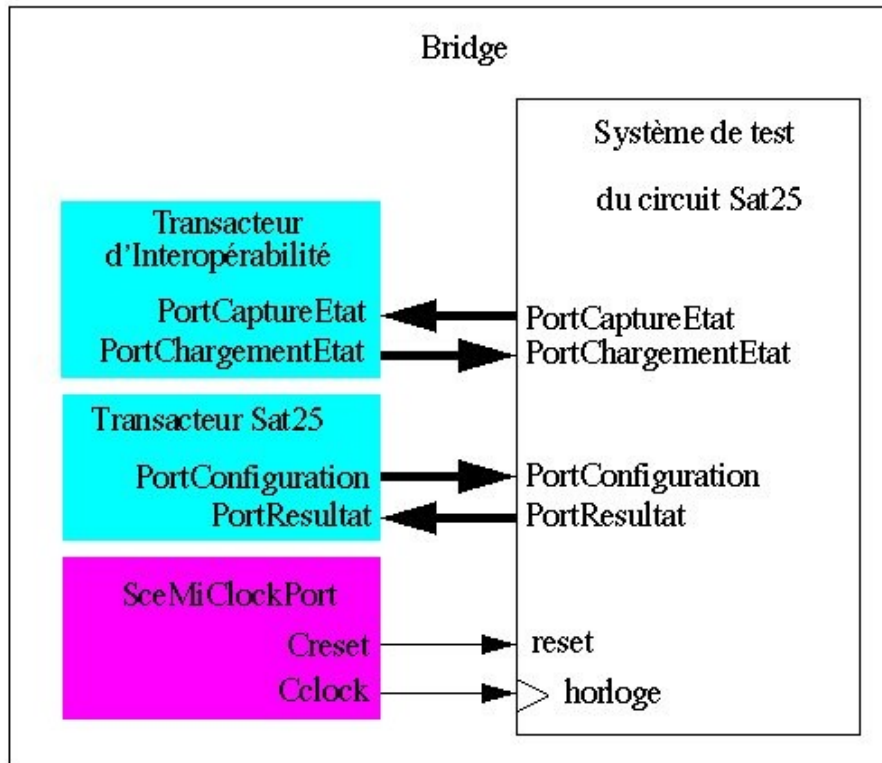 Bridge
Système de test
du circuit Sat25
Transacteur
d'Interopérabilité
PortCaptureEtat
PortChargementEtat
PortCaptureEtat
PortChargementEtat
Transacteur Sat25
PortConfiguration
PortResultat
PortConfiguration
PortResultat
SceMiClockPort
Creset
Cclock
reset
horloge